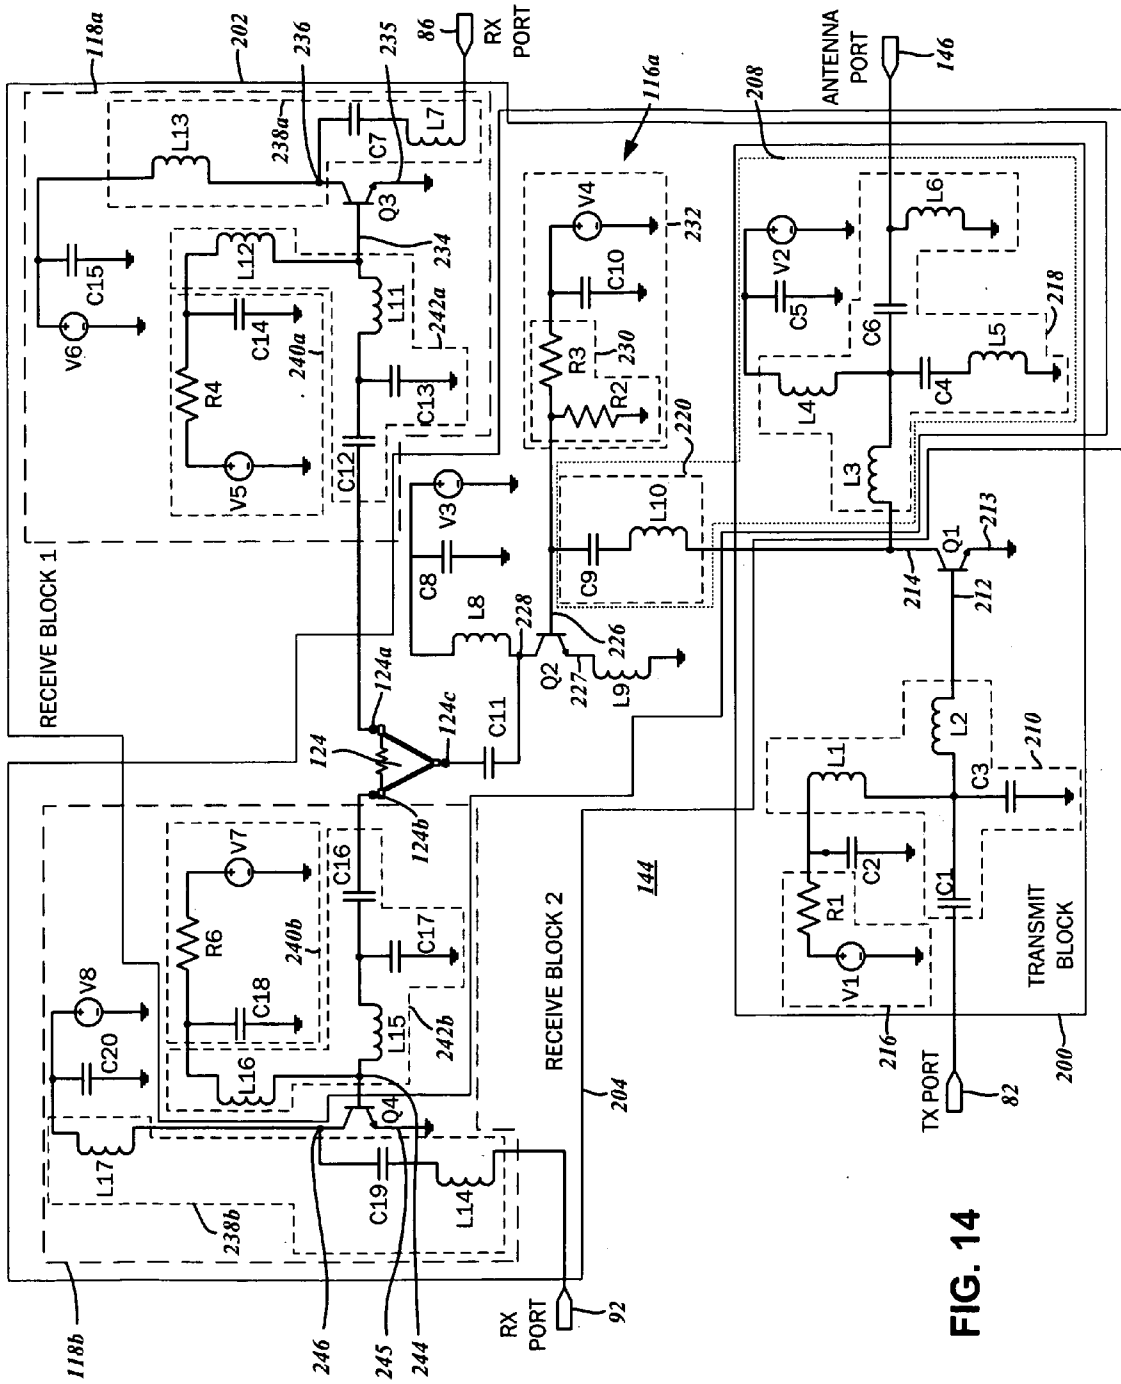 118a
202
236
86
RX
PORT
235
L13
238a
C7
L7
C15
V6
Q3
234
L12
C14
240a
R4
V5
L11
242a
C13
C12
RECEIVE BLOCK 1
116a
V4
232
C10
R3
230
R2
220
V3
C8
L8
228
C9
L10
226
Q2
227
L9
124a
124
124c
C11
124b
ANTENNA
PORT
146
208
L6
V2
C5
218
C6
L5
L4
C4
L3
Q1
213
214
212
L2
L1
210
C3
C2
C1
R1
V1
216
TRANSMIT
BLOCK
200
TX PORT
82
144
RECEIVE BLOCK 2
204
C16
V7
R6
240b
C17
C18
V8
C20
L16
L15
242b
Q4
L17
C19
L14
238b
118b
246
245
244
RX
PORT
92
FIG. 14